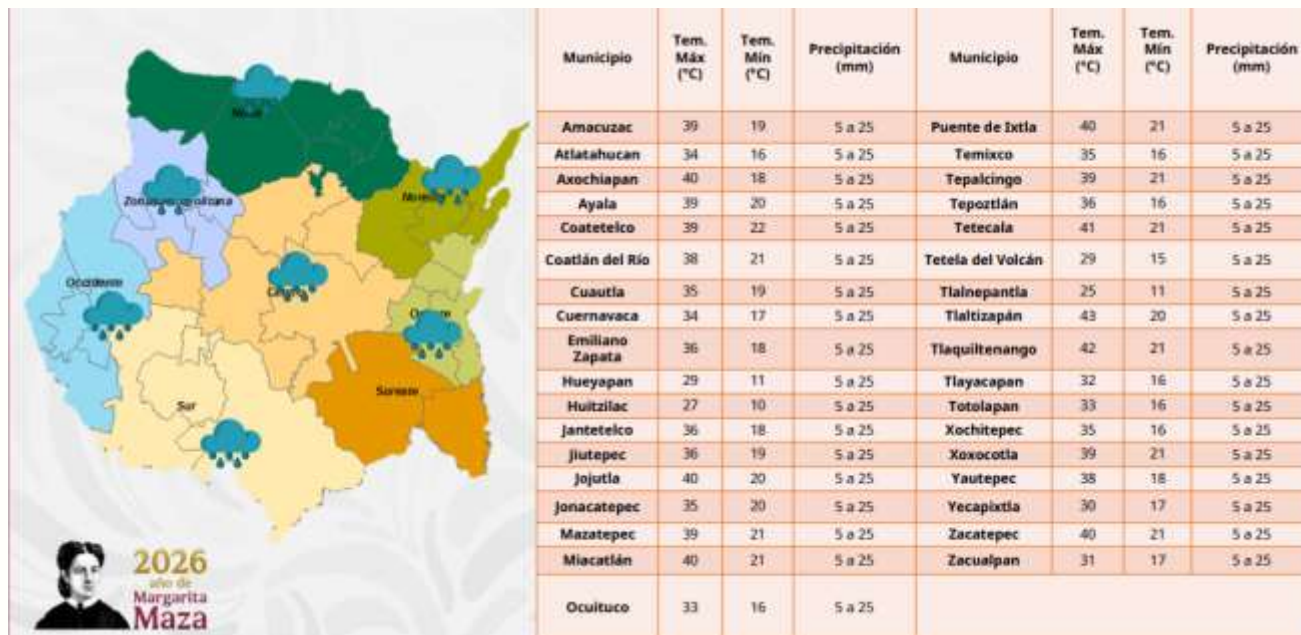 Norte
Zona metropolitana
Noreste
Occidente
Centro
Oriente
Sur
Sureste
2026
año de
Margarita
Maza
Municipio Tem. Máx (°C) Tem. Mín (°C) Precipitación (mm) Municipio Tem. Máx (°C) Tem. Mín (°C) Precipitación (mm)
Amacuzac 39 19 5 a 25 Puente de Ixtla 40 21 5 a 25
Atlatahucan 34 16 5 a 25 Temixco 35 16 5 a 25
Axochiapan 40 18 5 a 25 Tepalcingo 39 21 5 a 25
Ayala 39 20 5 a 25 Tepoztlán 36 16 5 a 25
Coatetelco 39 22 5 a 25 Tetecala 41 21 5 a 25
Coatlán del Río 38 21 5 a 25 Tetela del Volcán 29 15 5 a 25
Cuautla 35 19 5 a 25 Tlalnepantla 25 11 5 a 25
Cuernavaca 34 17 5 a 25 Tlaltizapán 43 20 5 a 25
Emiliano Zapata 36 18 5 a 25 Tlaquiltenango 42 21 5 a 25
Hueyapan 29 11 5 a 25 Tlayacapan 32 16 5 a 25
Huitzilac 27 10 5 a 25 Totolapan 33 16 5 a 25
Jantetelco 36 18 5 a 25 Xochitepec 35 16 5 a 25
Jiutepec 36 19 5 a 25 Xoxocotla 39 21 5 a 25
Jojutla 40 20 5 a 25 Yautepec 38 18 5 a 25
Jonacatepec 35 20 5 a 25 Yecapixtla 30 17 5 a 25
Mazatepec 39 21 5 a 25 Zacatepec 40 21 5 a 25
Miacatlán 40 21 5 a 25 Zacualpan 31 17 5 a 25
Ocuituco 33 16 5 a 25